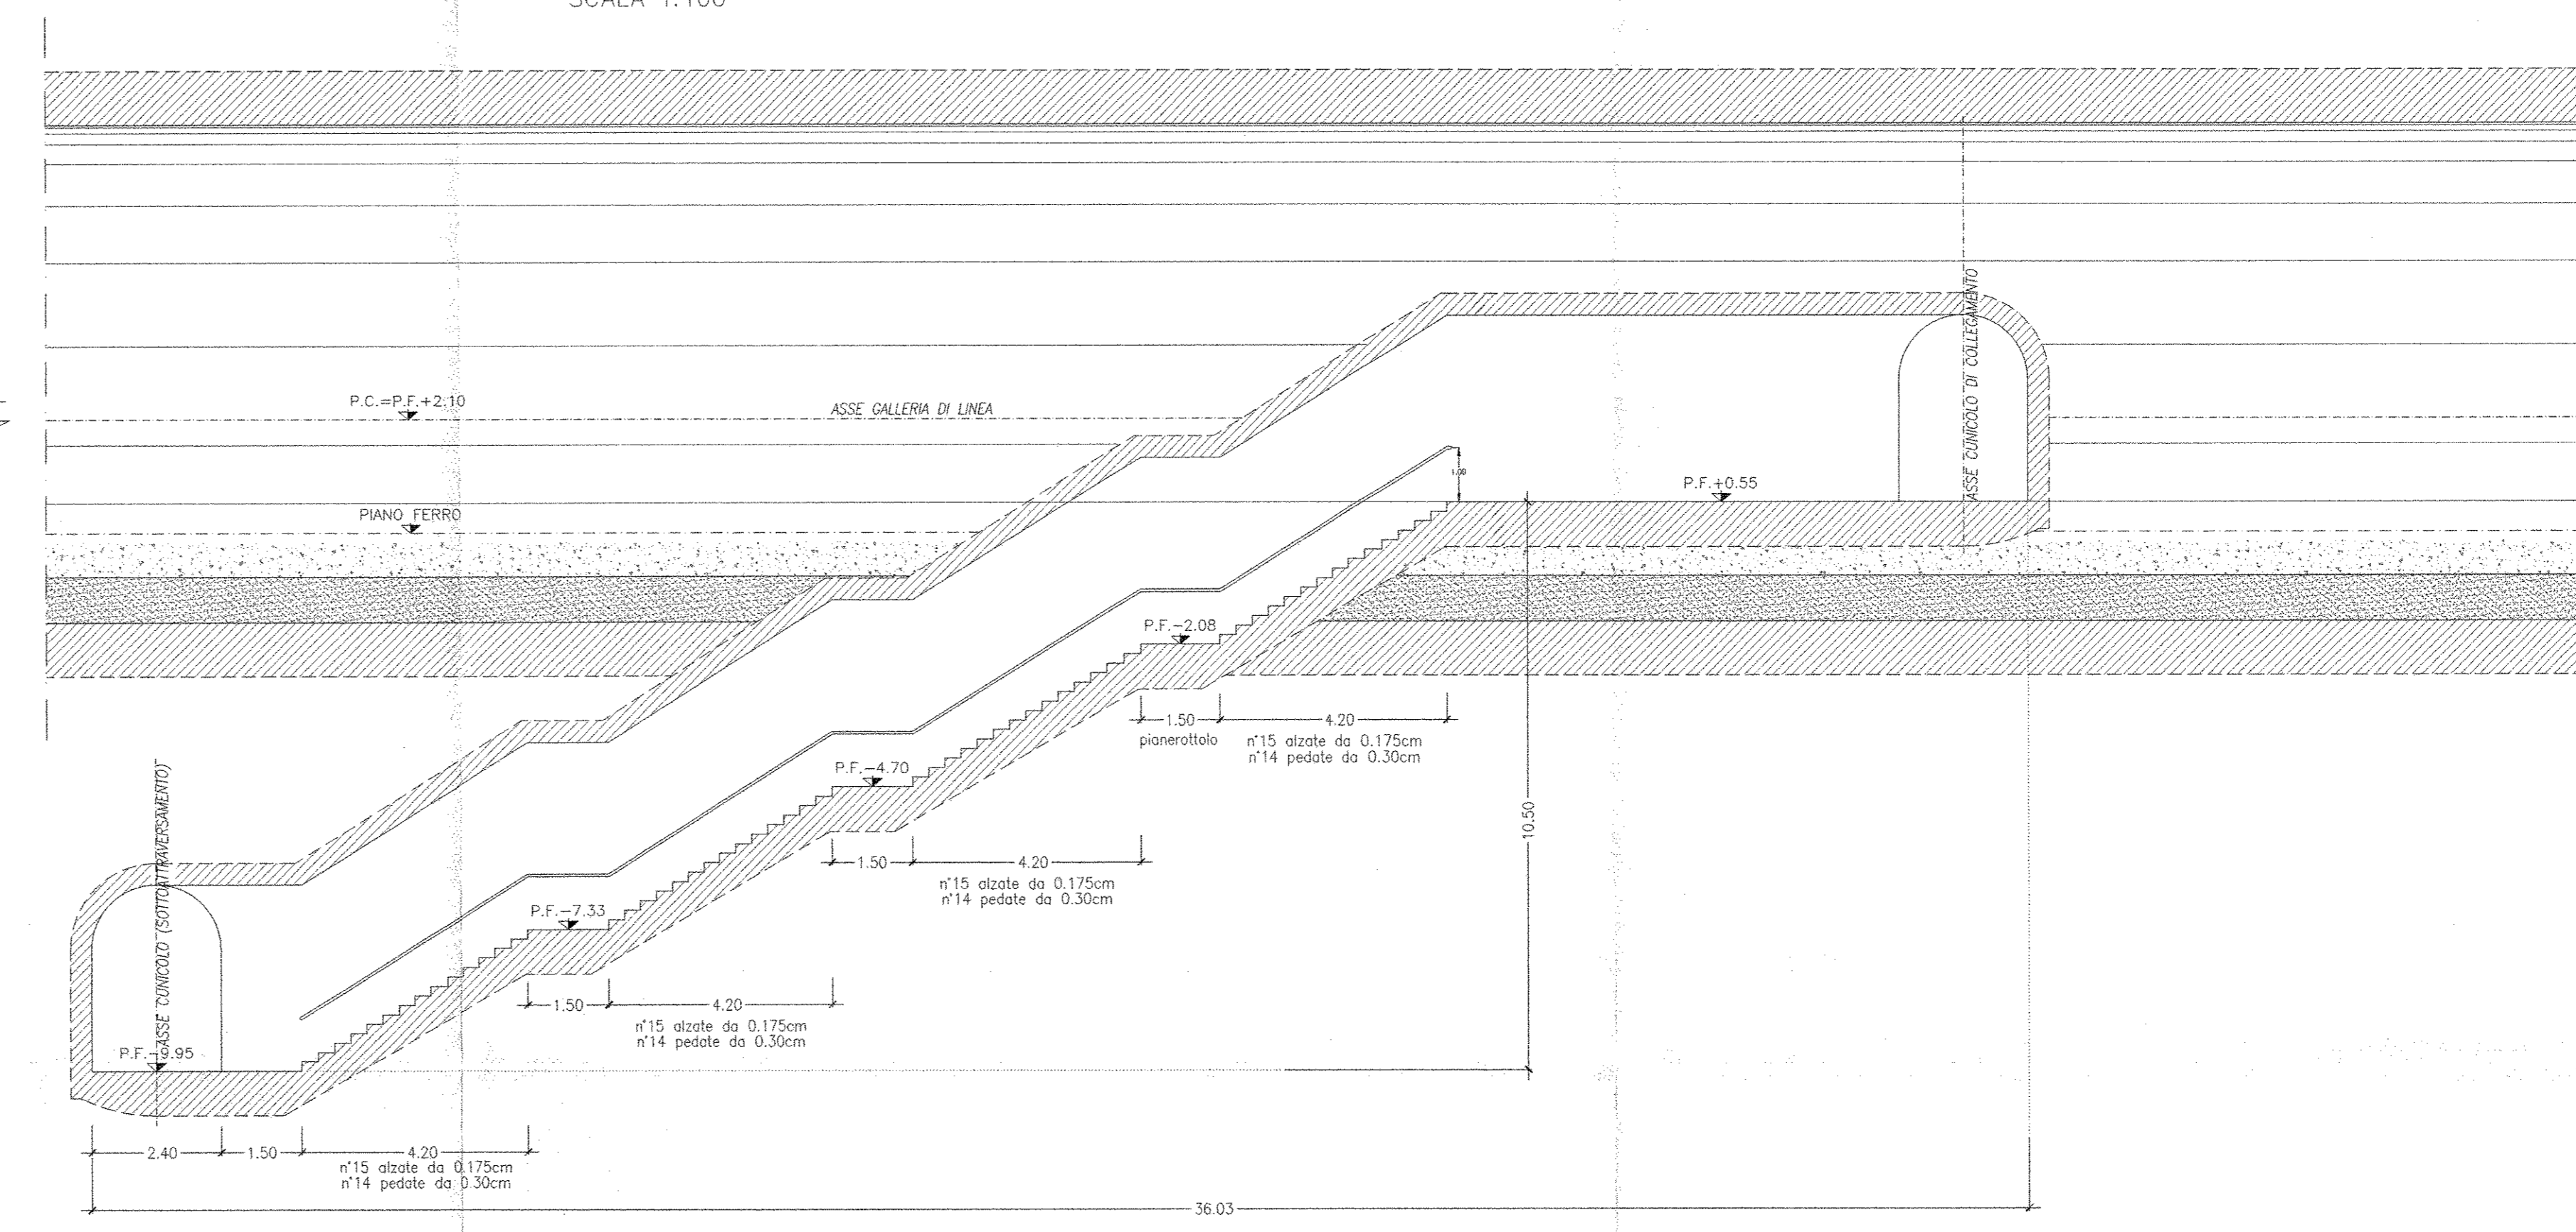 SCALA 1:100
P.C.=P.F.+2.10
ASSE GALLERIA DI LINEA
ASSE CUNICOLO DI COLLEGAMENTO
1.00
P.F.+0.55
PIANO FERRO
P.F.-2.08
1.50
4.20
pianerottolo
n°15 alzate da 0.175cm
n°14 pedate da 0.30cm
P.F.-4.70
10.50
1.50
4.20
n°15 alzate da 0.175cm
n°14 pedate da 0.30cm
P.F.-7.33
1.50
4.20
n°15 alzate da 0.175cm
n°14 pedate da 0.30cm
ASSE CUNICOLO (SOTTOATTRAVERSAMENTO)
P.F.-9.95
2.40
1.50
4.20
n°15 alzate da 0.175cm
n°14 pedate da 0.30cm
36.03